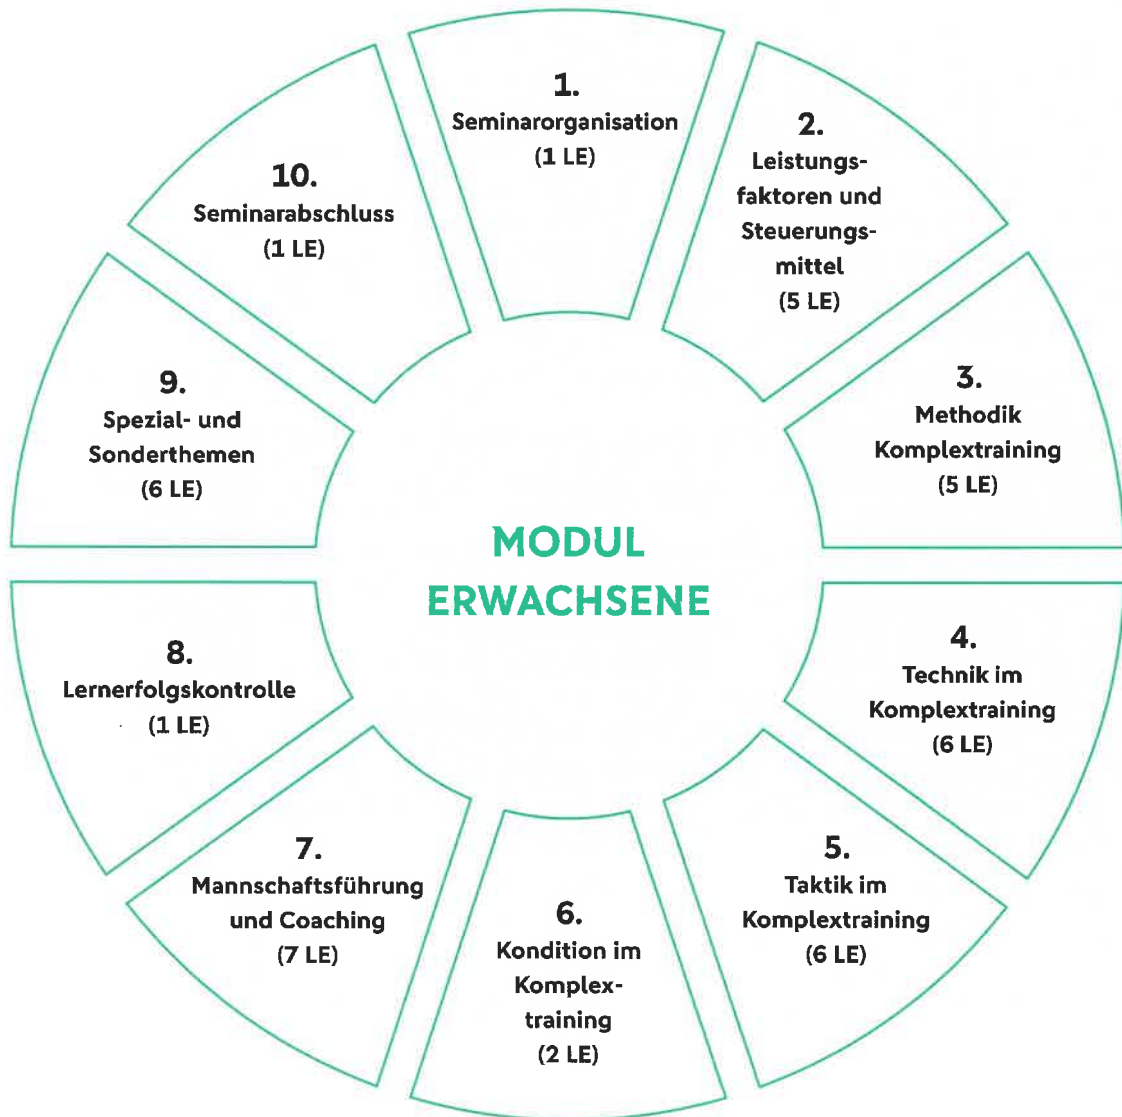 1.
Seminarorganisation
(1 LE)
2.
Leistungs-
faktoren und
Steuerungs-
mittel
(5 LE)
3.
Methodik
Komplextraining
(5 LE)
4.
Technik im
Komplextraining
(6 LE)
5.
Taktik im
Komplextraining
(6 LE)
6.
Kondition im
Komplex-
training
(2 LE)
7.
Mannschaftsführung
und Coaching
(7 LE)
8.
Lernerfolgskontrolle
(1 LE)
9.
Spezial- und
Sonderthemen
(6 LE)
10.
Seminarabschluss
(1 LE)
MODUL
ERWACHSENE